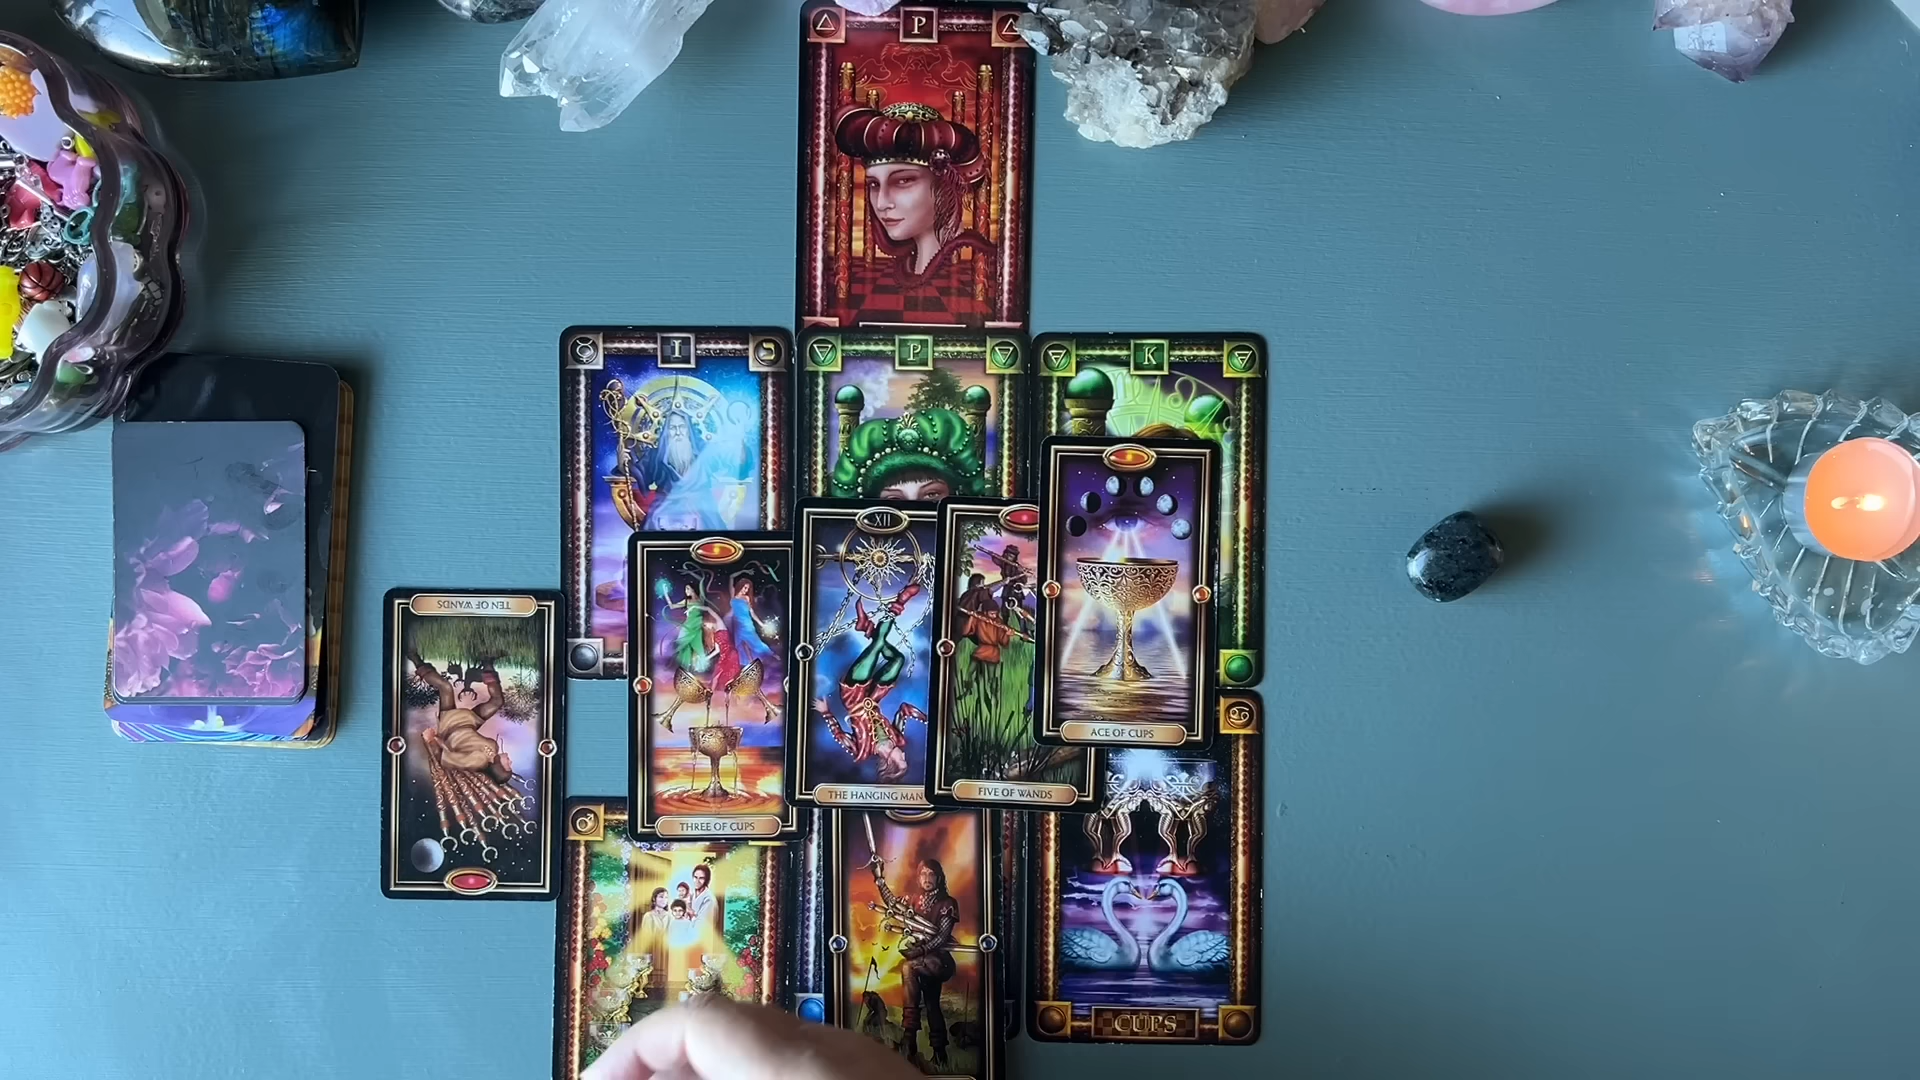 P
I
P
K
XII
TEN OF WANDS
ACE OF CUPS
THE HANGING MAN
FIVE OF WANDS
THREE OF CUPS
CUPS